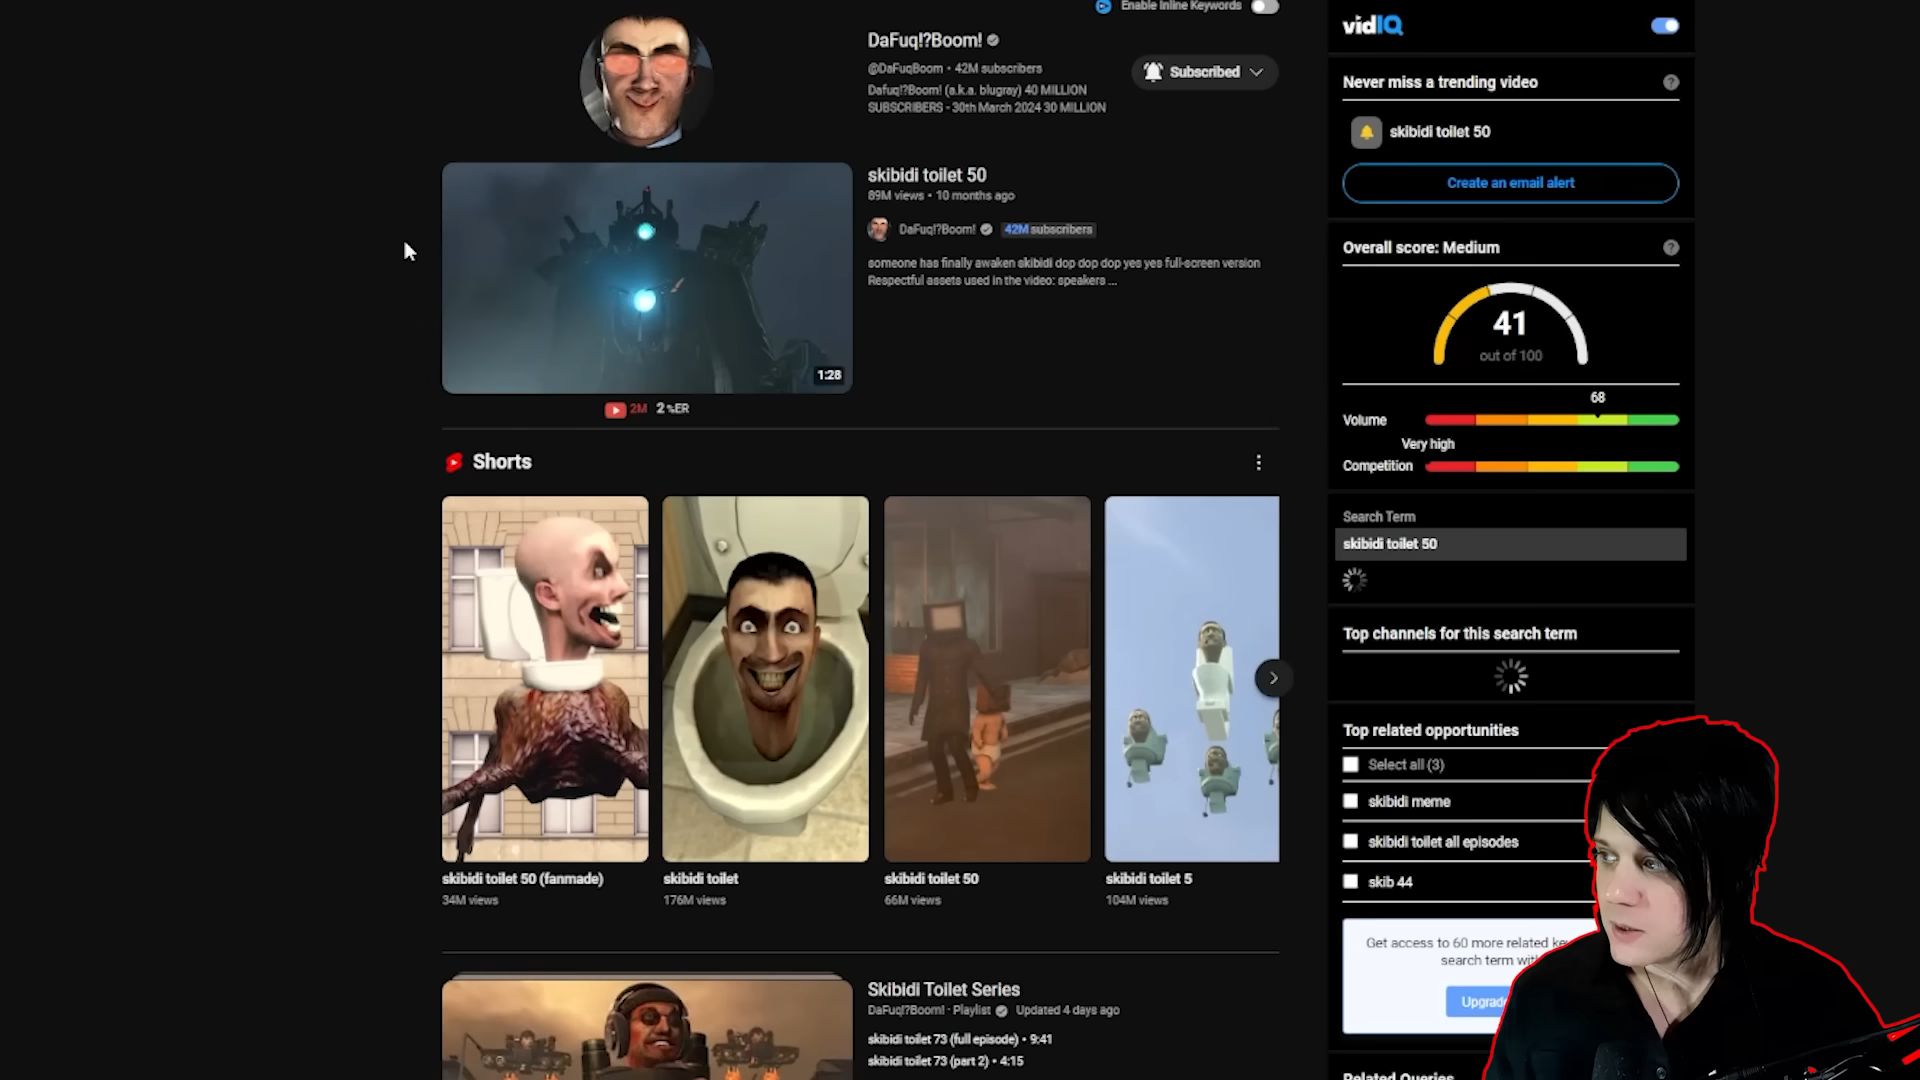 Enable Inline Keywords
DaFuq!?Boom!
@DaFuqBoom • 42M subscribers
Dafuq!?Boom! (a.k.a. blugray) 40 MILLION
SUBSCRIBERS - 30th March 2024 30 MILLION
Subscribed
skibidi toilet 50
89M views • 10 months ago
DaFuq!?Boom! 42M subscribers
someone has finally awaken skibidi dop dop dop yes yes full-screen version
Respectful assets used in the video: speakers ...
1:28
2M 2 %ER
Shorts
skibidi toilet 50 (fanmade)
34M views
skibidi toilet
176M views
skibidi toilet 50
66M views
skibidi toilet 5
104M views
Skibidi Toilet Series
DaFuq!?Boom! · Playlist Updated 4 days ago
skibidi toilet 73 (full episode) • 9:41
skibidi toilet 73 (part 2) • 4:15
vidIQ
Never miss a trending video
skibidi toilet 50
Create an email alert
Overall score: Medium
41
out of 100
68
Volume
Very high
Competition
Search Term
skibidi toilet 50
Top channels for this search term
Top related opportunities
Select all (3)
skibidi meme
skibidi toilet all episodes
skib 44
Get access to 60 more related
search term
Upgrade
Related Queries